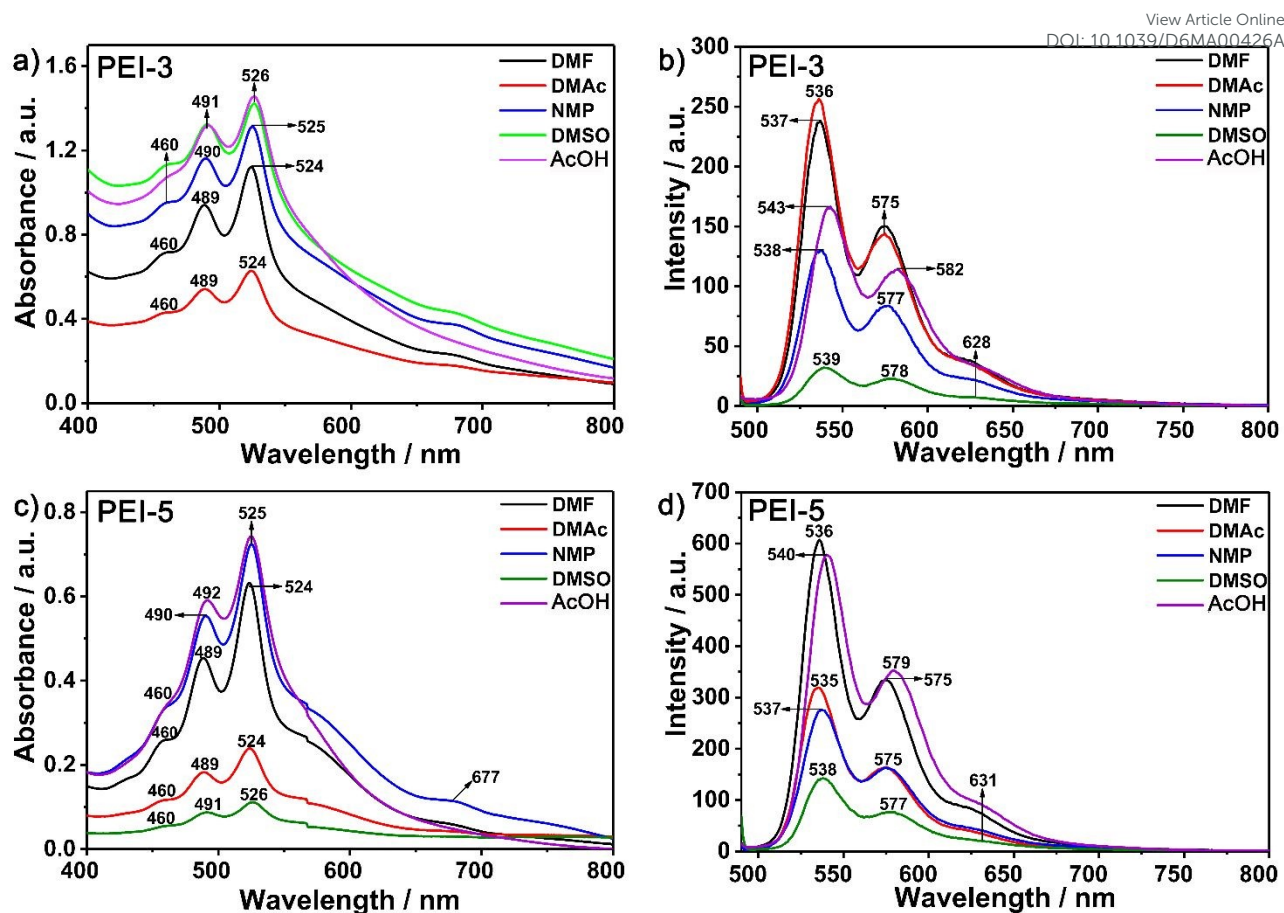 View Article Online
DOI: 10.1039/D6MA00426A
a) PEI-3
DMF
DMAc
NMP
DMSO
AcOH
526
491
525
460
490
524
489
460
524
489
460
1.6
1.2
0.8
0.4
0.0
Absorbance / a.u.
400 500 600 700 800
Wavelength / nm
b) PEI-3
DMF
DMAc
NMP
DMSO
AcOH
536
537
575
543
582
538
577
628
539
578
300
250
200
150
100
50
0
Intensity / a.u.
500 550 600 650 700 750 800
Wavelength / nm
c) PEI-5
DMF
DMAc
NMP
DMSO
AcOH
525
492
524
490
489
460
460
524
677
489
460
526
491
460
0.8
0.6
0.4
0.2
0.0
Absorbance / a.u.
400 500 600 700 800
Wavelength / nm
d) PEI-5
DMF
DMAc
NMP
DMSO
AcOH
536
540
579
575
535
537
575
631
538
577
700
600
500
400
300
200
100
0
Intensity / a.u.
500 550 600 650 700 750 800
Wavelength / nm